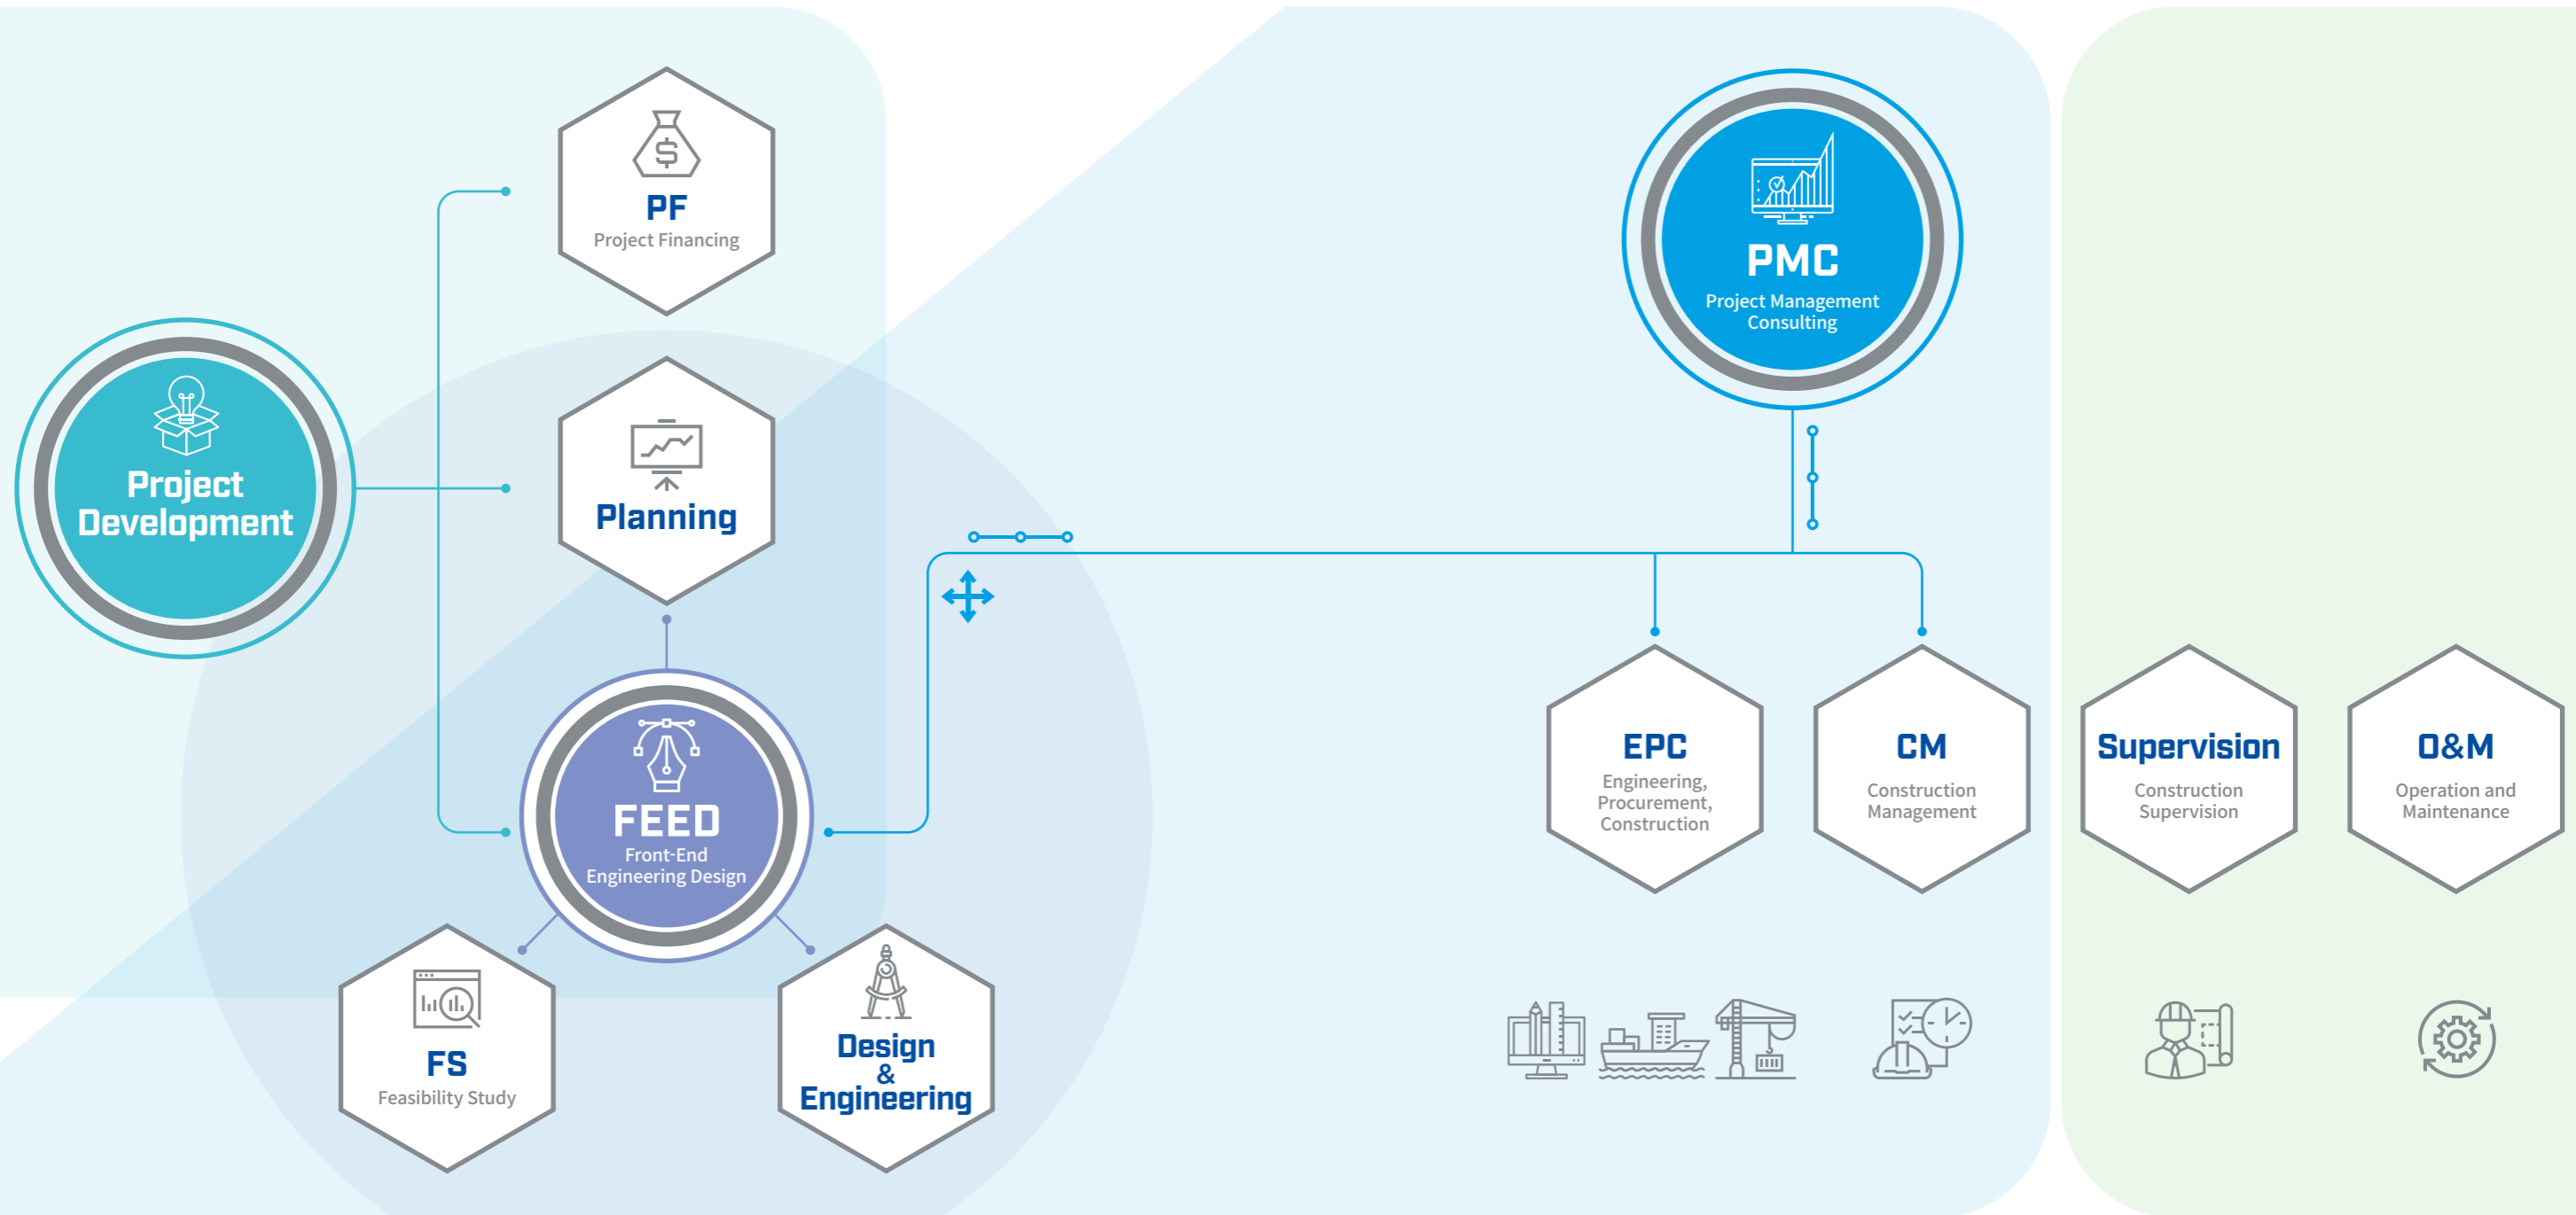 PF
Project Financing
PMC
Project Management
Consulting
Project
Development
Planning
FEED
Front-End
Engineering Design
EPC
Engineering,
Procurement,
Construction
CM
Construction
Management
Supervision
Construction
Supervision
O&M
Operation and
Maintenance
FS
Feasibility Study
Design
&
Engineering